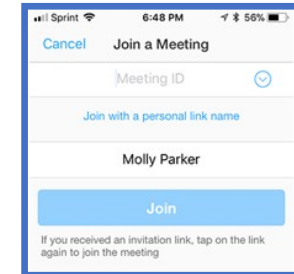 Sprint 6:48 PM 56%
Cancel Join a Meeting
Meeting ID
Join with a personal link name
Molly Parker
Join
If you received an invitation link, tap on the link
again to join the meeting